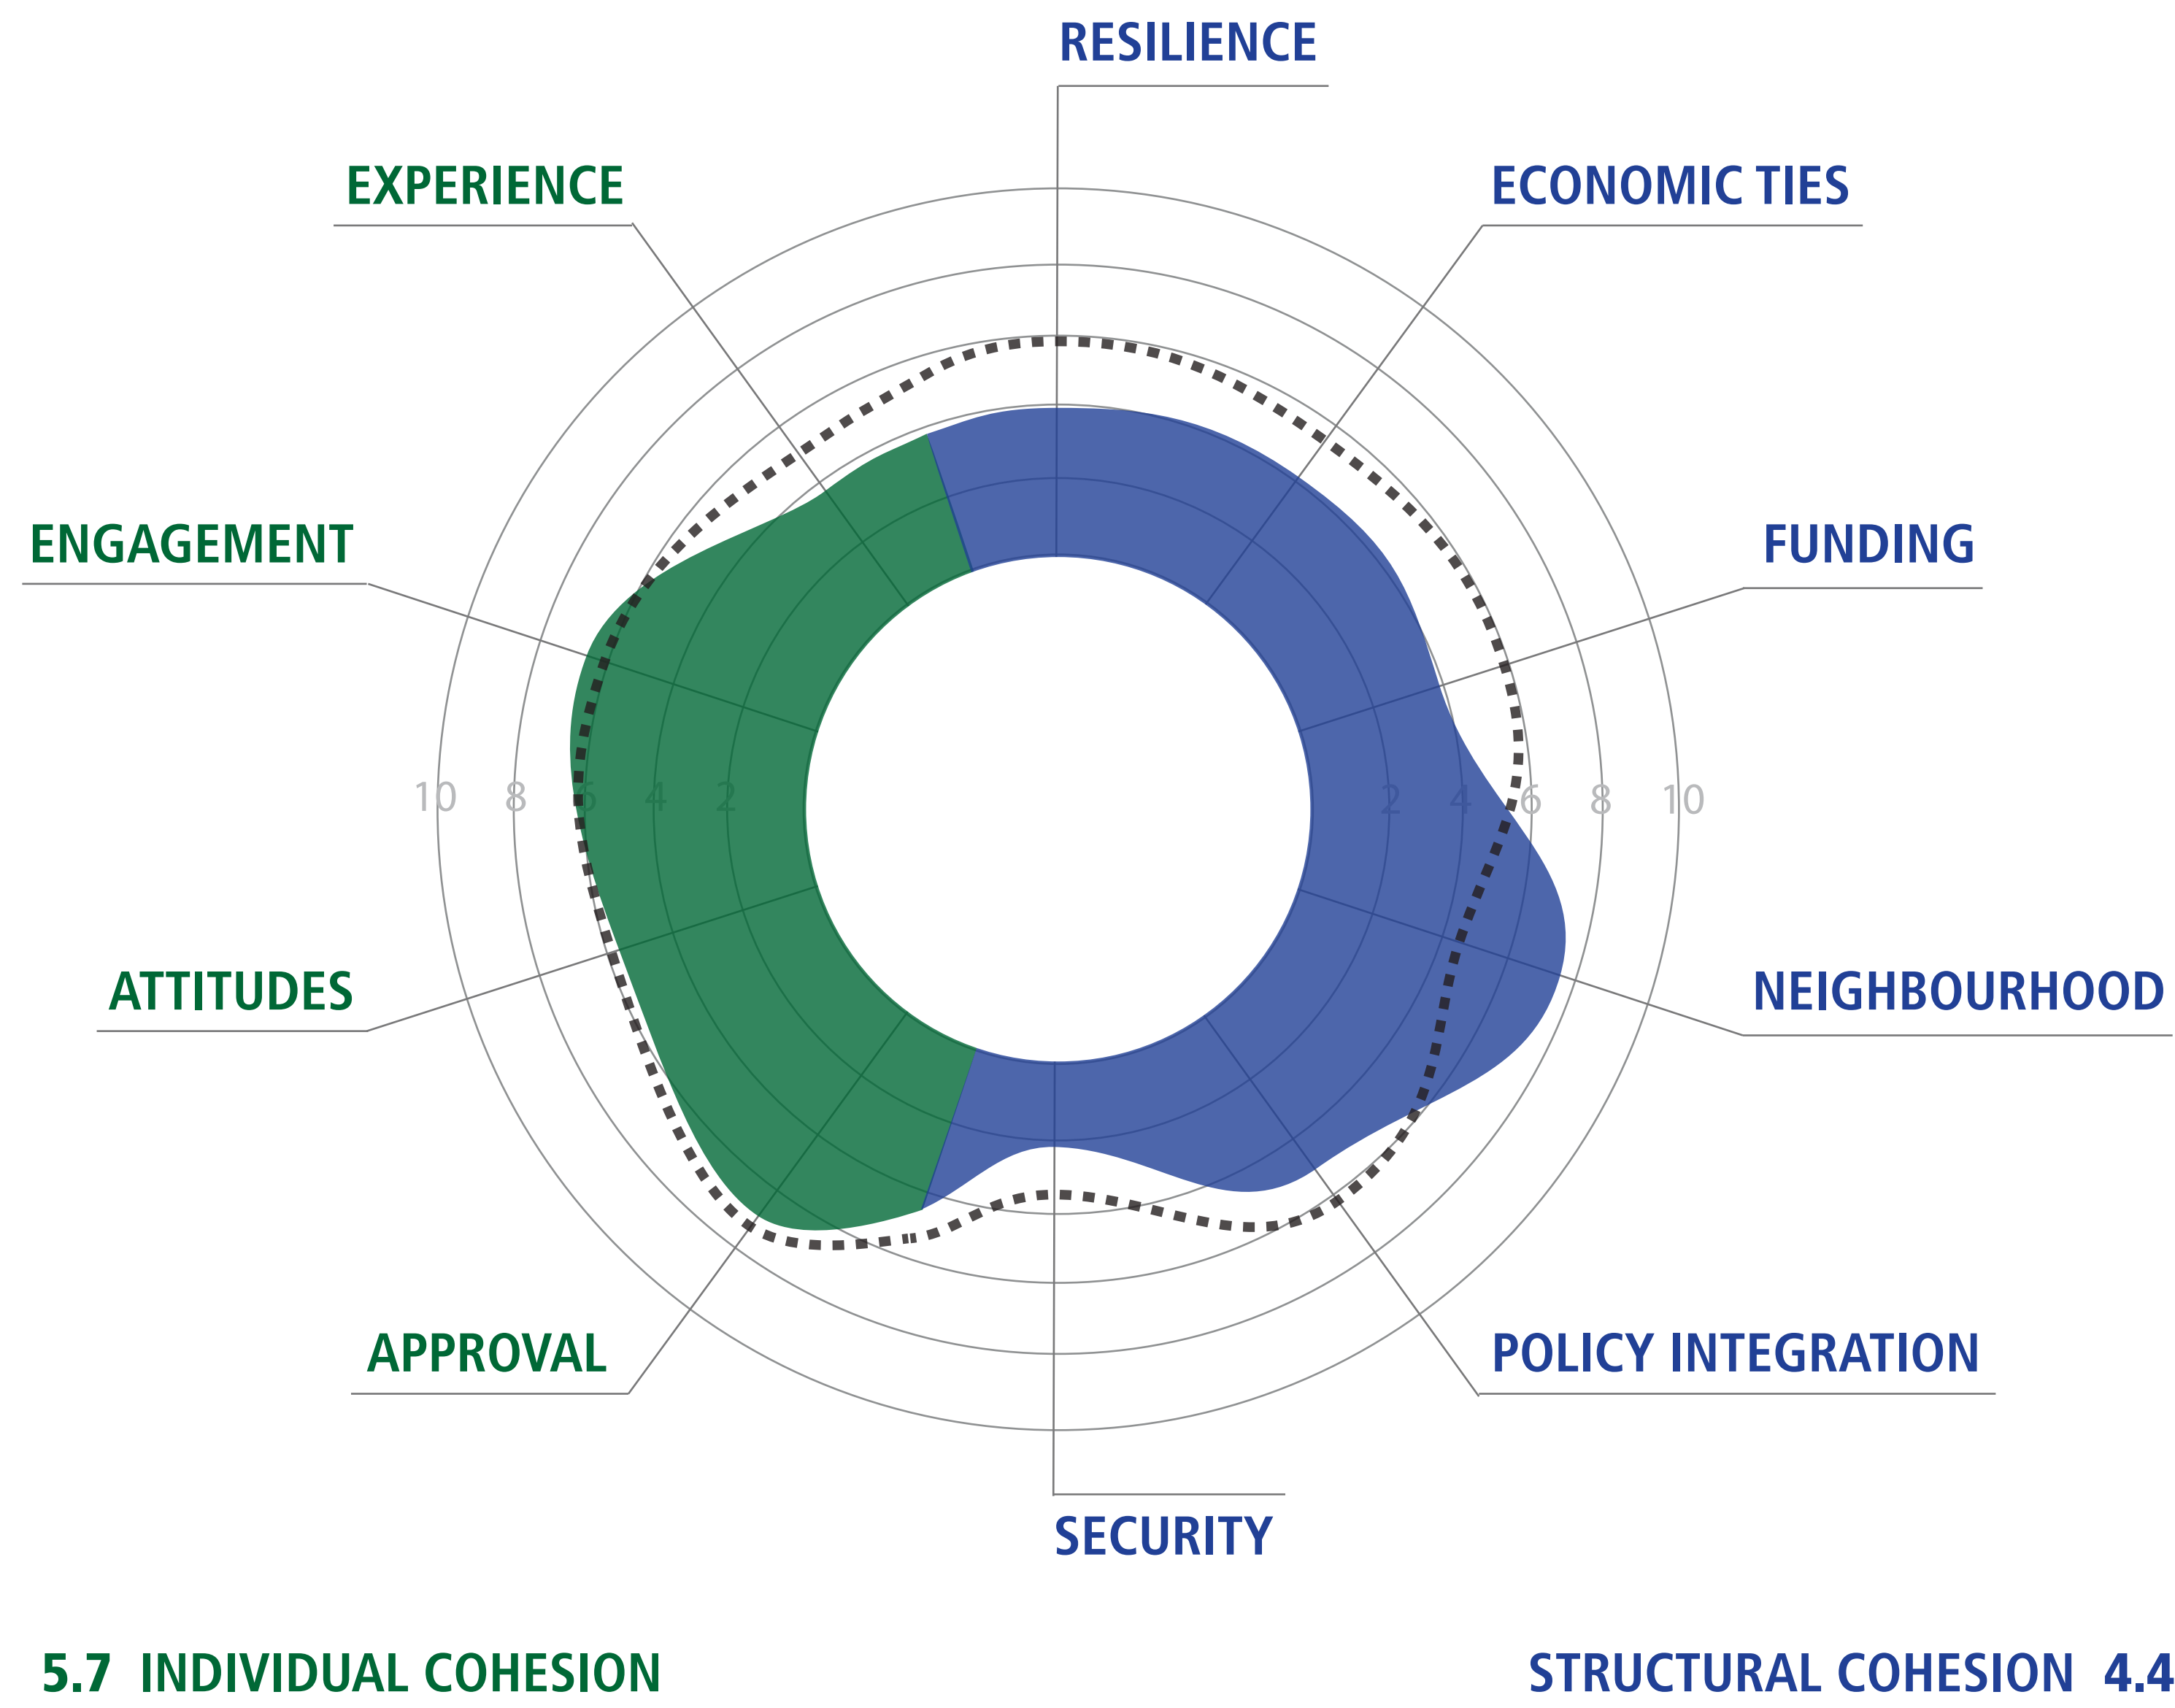 RESILIENCE
EXPERIENCE
ECONOMIC TIES
ENGAGEMENT
FUNDING
10 8 6 4 2 2 4 6 8 10
ATTITUDES
NEIGHBOURHOOD
APPROVAL
POLICY INTEGRATION
SECURITY
5.7 INDIVIDUAL COHESION
STRUCTURAL COHESION 4.4